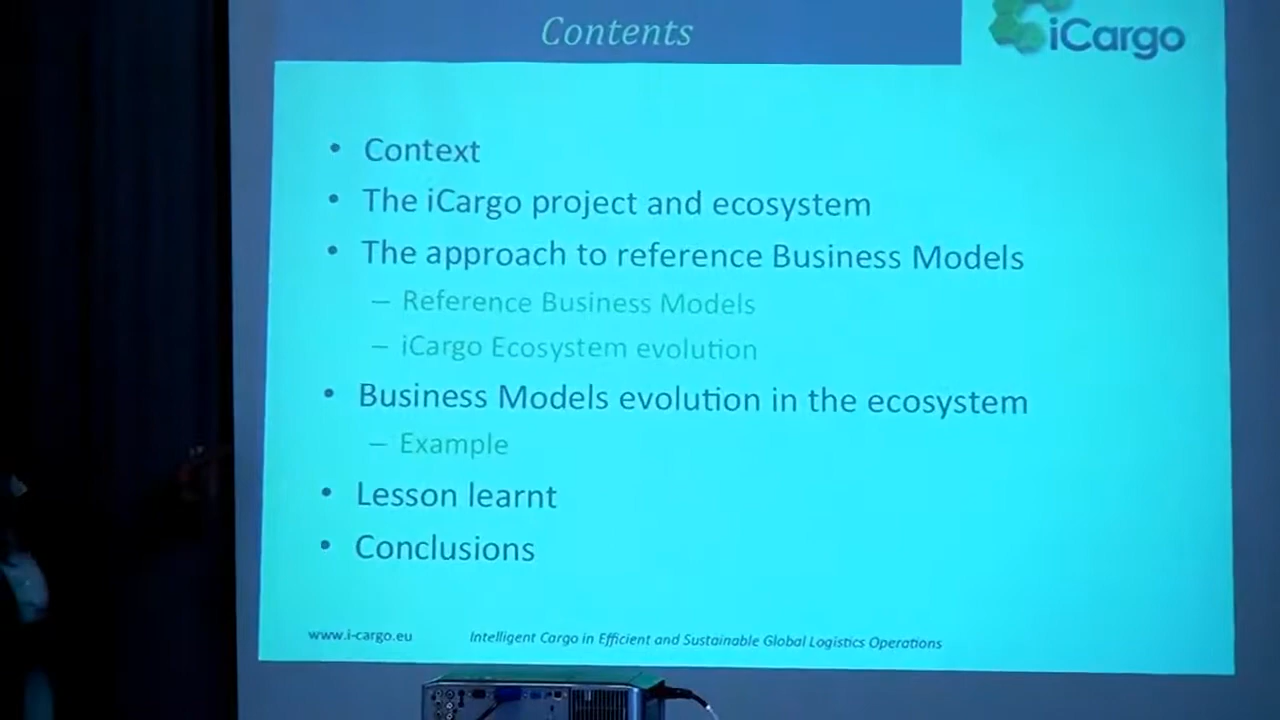 Contents
iCargo
• Context
• The iCargo project and ecosystem
• The approach to reference Business Models
– Reference Business Models
– iCargo Ecosystem evolution
• Business Models evolution in the ecosystem
– Example
• Lesson learnt
• Conclusions
www.i-cargo.eu
Intelligent Cargo in Efficient and Sustainable Global Logistics Operations